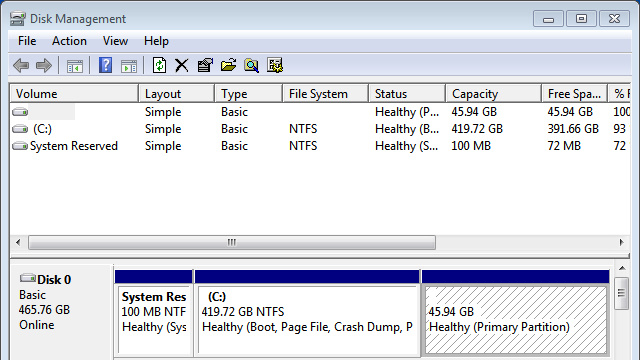 Disk Management
File Action View Help
Volume Layout Type File System Status Capacity Free Spa... % F
Simple Basic Healthy (P... 45.94 GB 45.94 GB 100
(C:) Simple Basic NTFS Healthy (B... 419.72 GB 391.66 GB 93
System Reserved Simple Basic NTFS Healthy (S... 100 MB 72 MB 72
Disk 0
Basic
465.76 GB
Online
System Res
100 MB NTF
Healthy (Sys
(C:)
419.72 GB NTFS
Healthy (Boot, Page File, Crash Dump, P
45.94 GB
Healthy (Primary Partition)